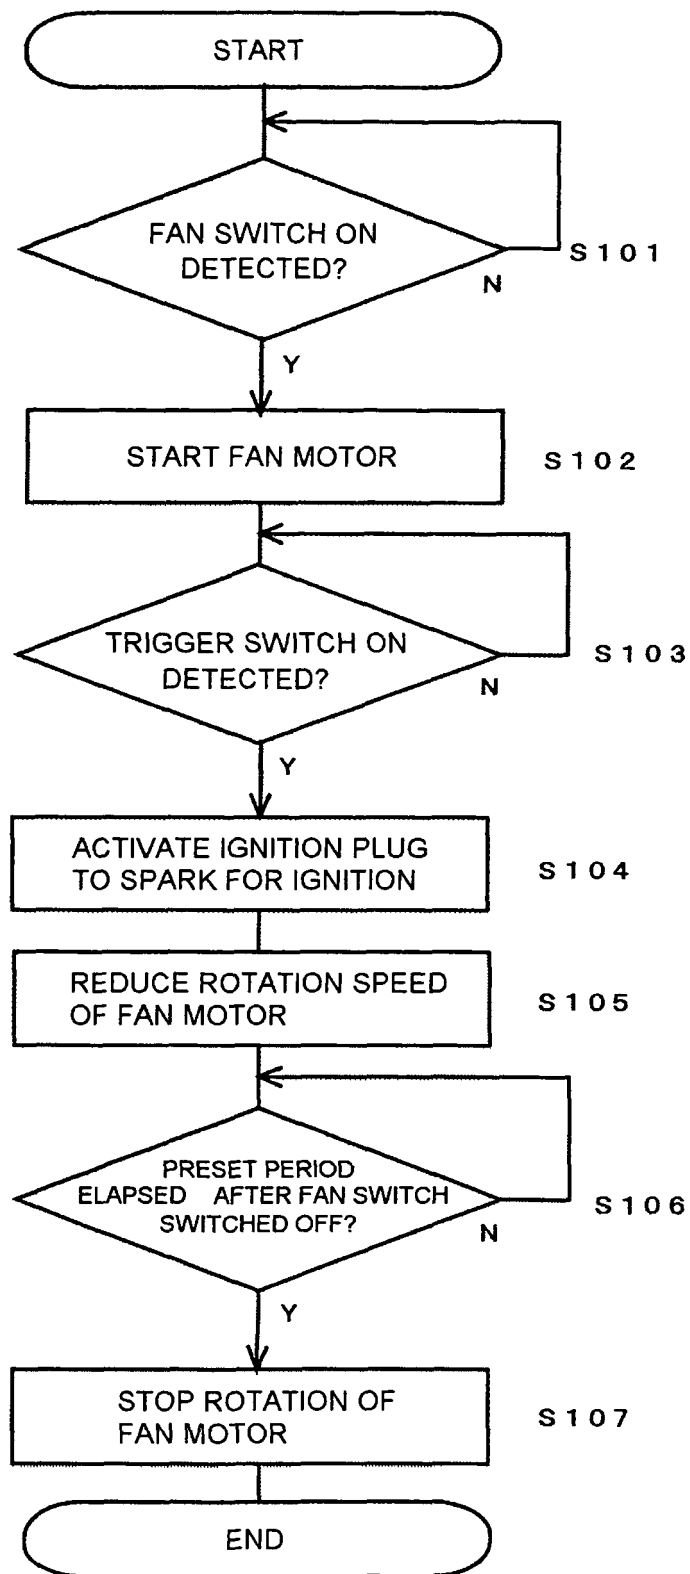 START
FAN SWITCH ON
DETECTED?
S101
N
Y
START FAN MOTOR
S102
TRIGGER SWITCH ON
DETECTED?
S103
N
Y
ACTIVATE IGNITION PLUG
TO SPARK FOR IGNITION
S104
REDUCE ROTATION SPEED
OF FAN MOTOR
S105
PRESET PERIOD
ELAPSED AFTER FAN SWITCH
SWITCHED OFF?
S106
N
Y
STOP ROTATION OF
FAN MOTOR
S107
END